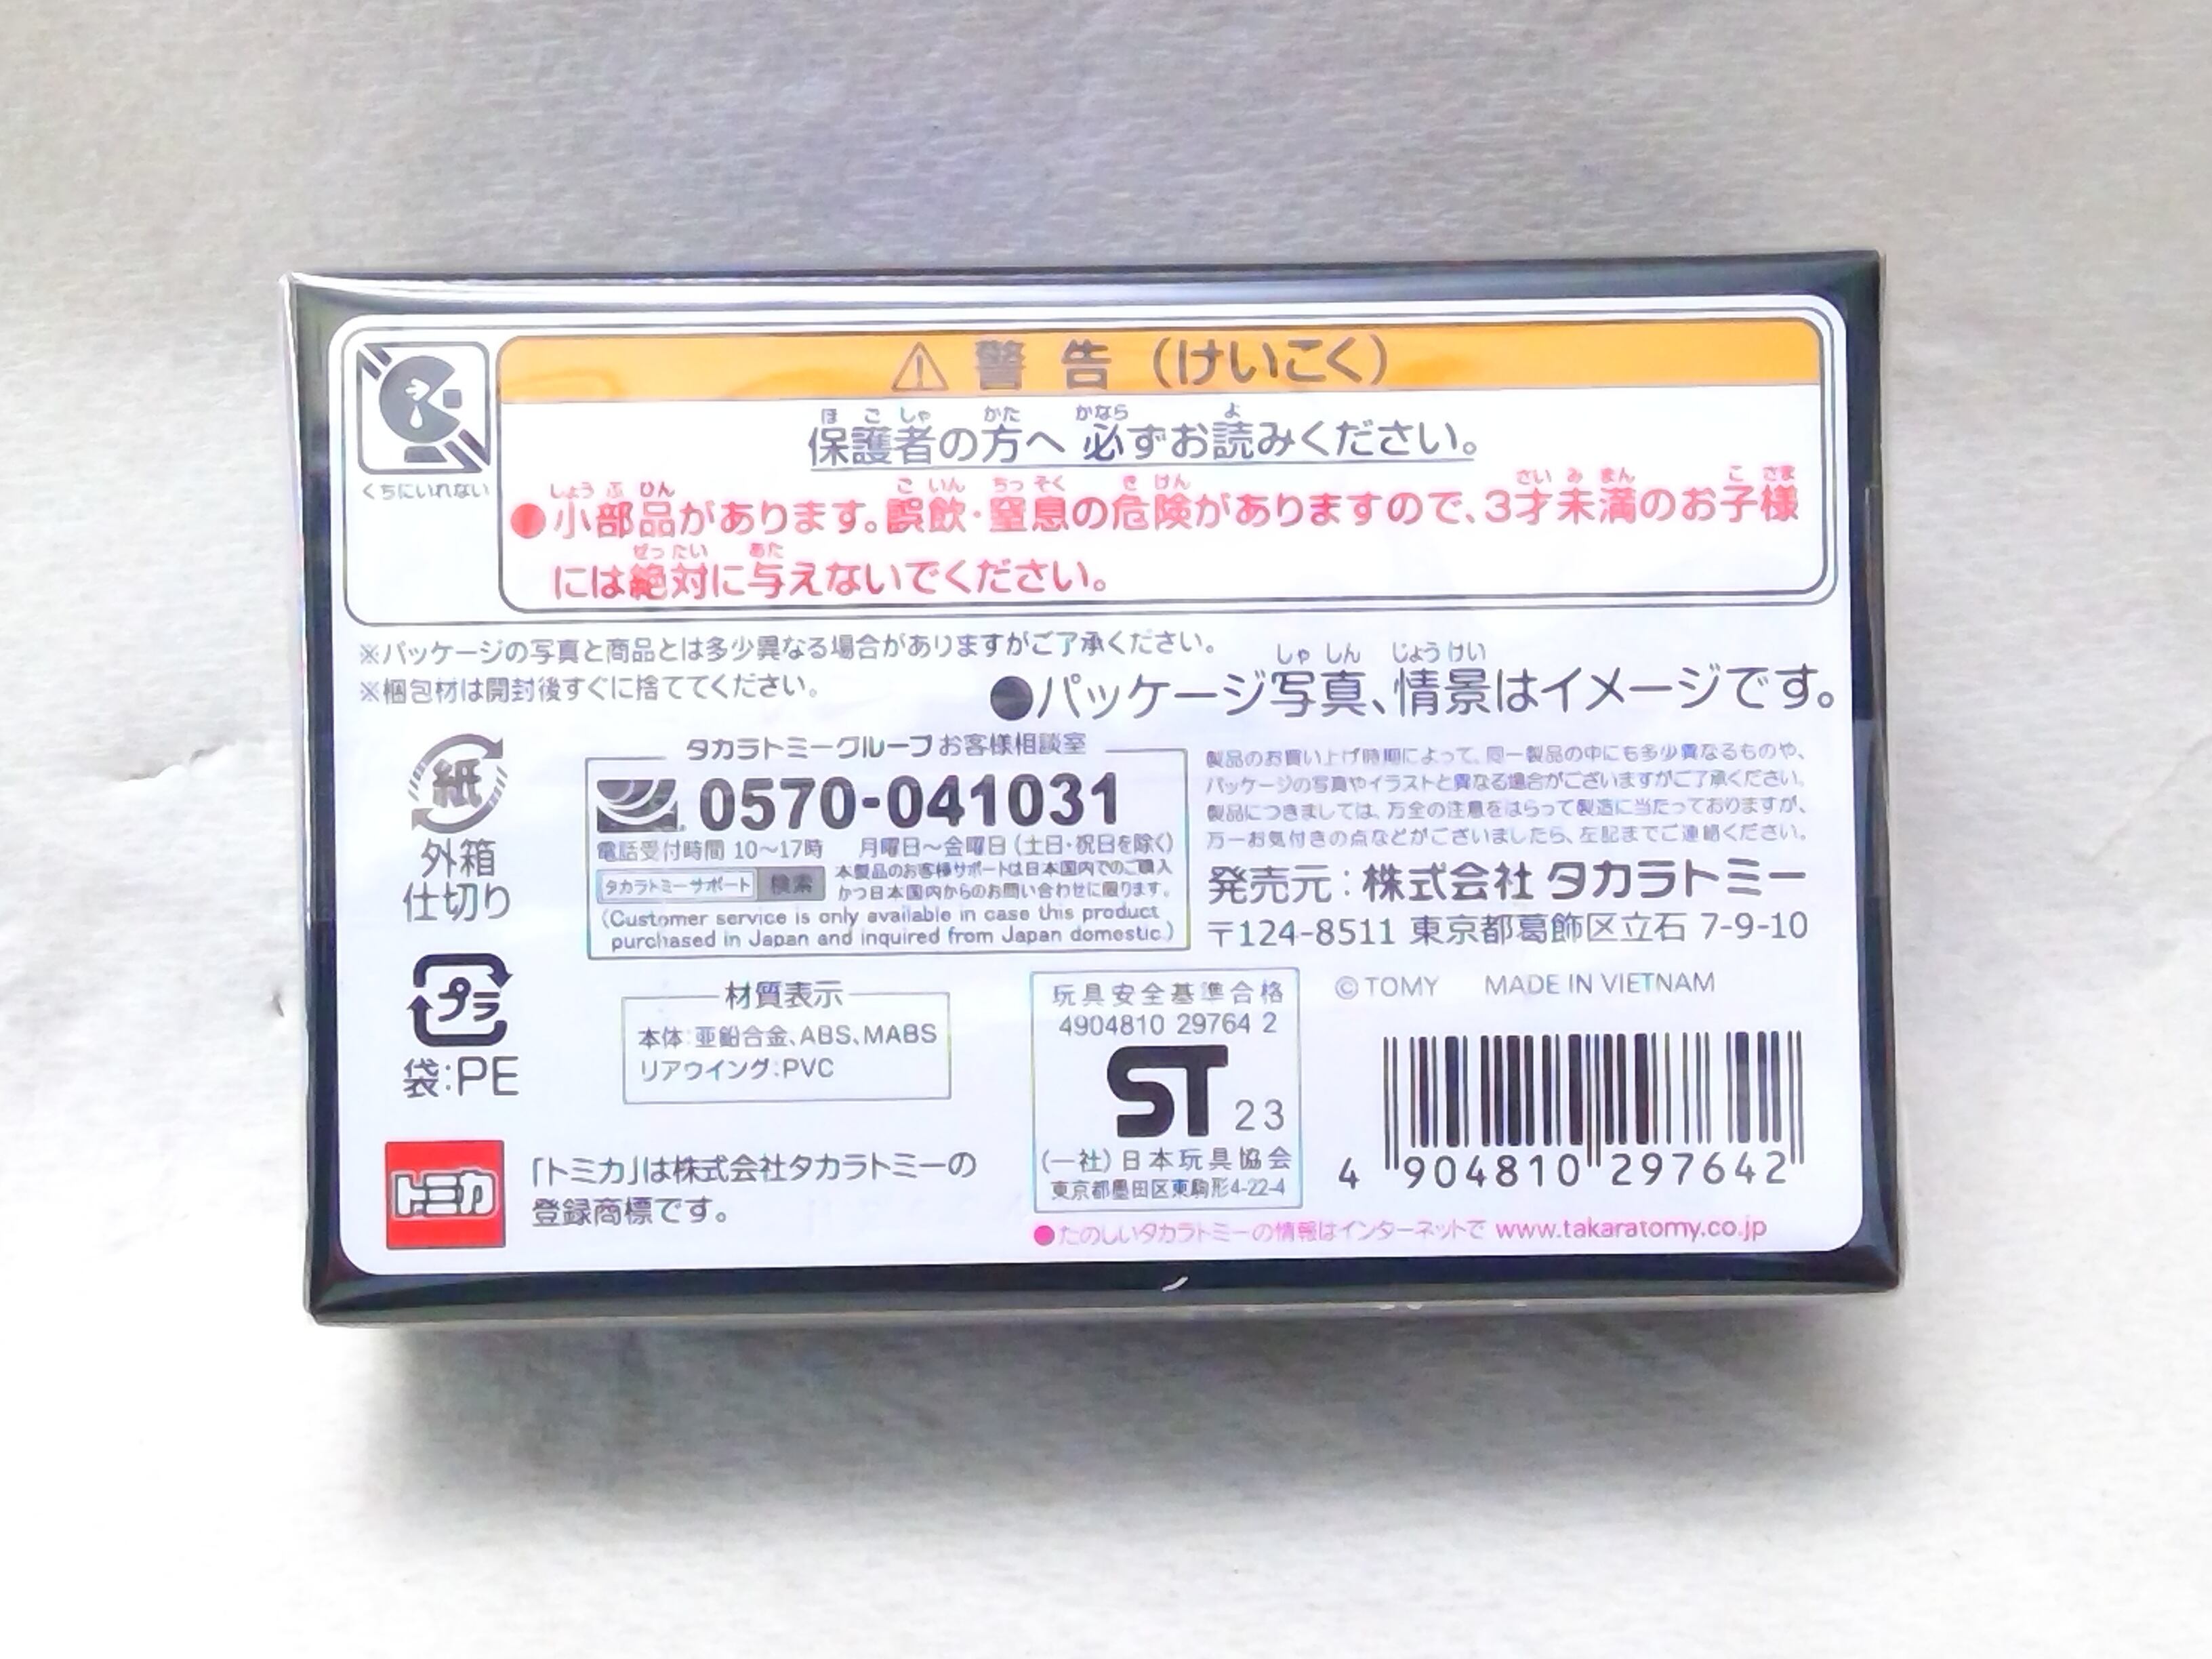 ⚠ 警告（けいこく）
くちにいれない
保護者の方へ 必ずお読みください。
ほごしゃ かた かなら よ
●小部品があります。誤飲・窒息の危険がありますので、3才未満のお子様
しょうぶひん ごいん ちっそく きけん さいみまん こさま
には絶対に与えないでください。
ぜったい あた
※パッケージの写真と商品とは多少異なる場合がありますがご了承ください。
※梱包材は開封後すぐに捨ててください。
●パッケージ写真、情景はイメージです。
しゃしん じょうけい
紙
外箱
仕切り
プラ
袋:PE
タカラトミーグループお客様相談室
0570-041031
電話受付時間 10〜17時 月曜日〜金曜日（土日・祝日を除く）
タカラトミーサポート 検索
本製品のお客様サポートは日本国内でのご購入
かつ日本国内からのお問い合わせに限ります。
(Customer service is only available in case this product
purchased in Japan and inquired from Japan domestic.)
製品のお買い上げ時期によって、同一製品の中にも多少異なるものや、
パッケージの写真やイラストと異なる場合がございますがご了承ください。
製品につきましては、万全の注意をはらって製造に当たっておりますが、
万一お気付きの点などがございましたら、左記までご連絡ください。
発売元：株式会社 タカラトミー
〒124-8511 東京都葛飾区立石 7-9-10
© TOMY MADE IN VIETNAM
材質表示
本体:亜鉛合金、ABS、MABS
リアウイング:PVC
玩具安全基準合格
4904810 29764 2
ST 23
(一社)日本玩具協会
東京都墨田区東駒形4-22-4
4 904810 297642
トミカ
「トミカ」は株式会社タカラトミーの
登録商標です。
●たのしいタカラトミーの情報はインターネットで www.takaratomy.co.jp